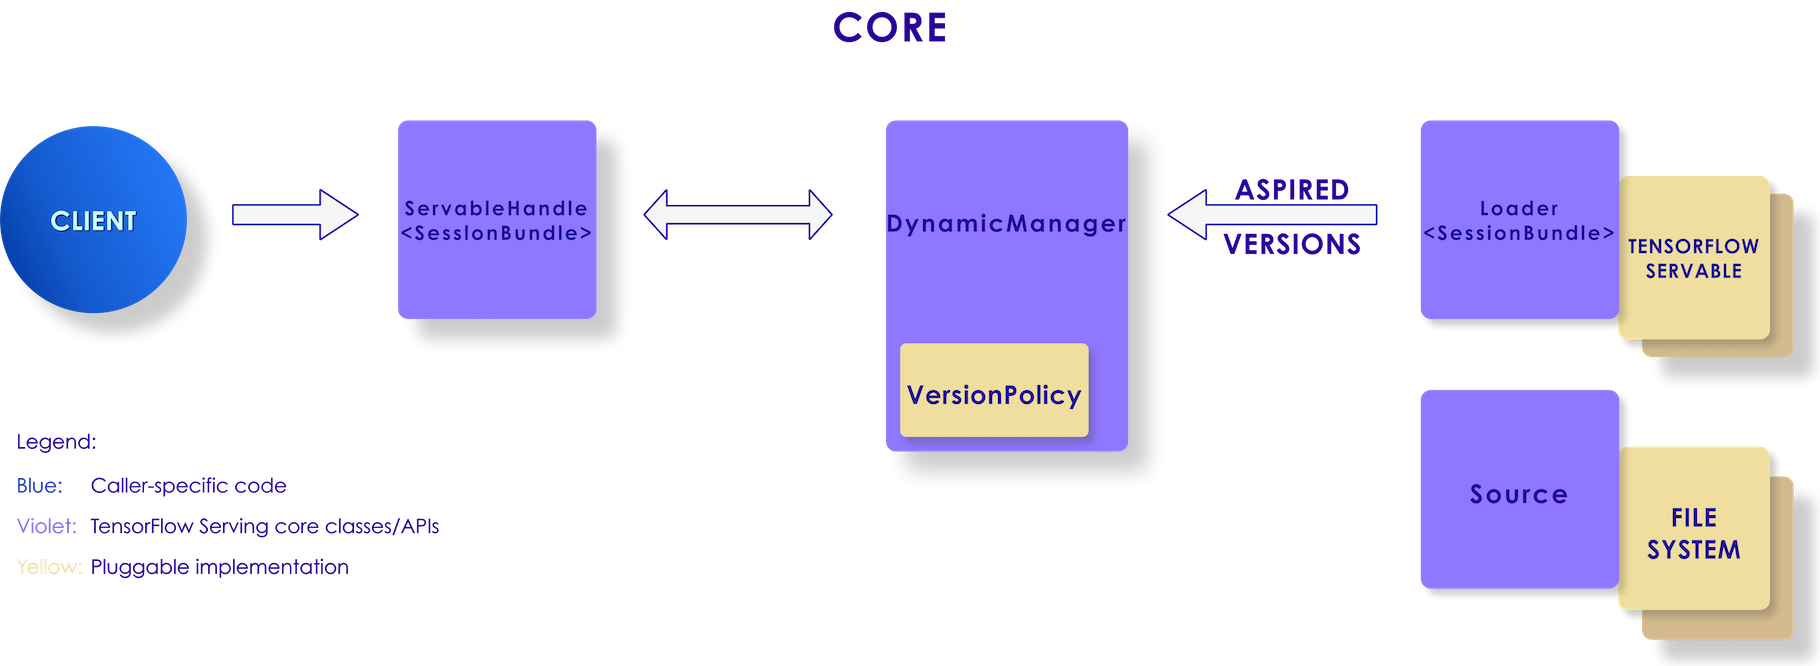 CORE
CLIENT
ServableHandle
<SessIonBundle>
DynamicManager
VersionPolicy
ASPIRED
VERSIONS
Loader
<SessionBundle>
TENSORFLOW
SERVABLE
Source
FILE
SYSTEM
Legend:
Blue: Caller-specific code
Violet: TensorFlow Serving core classes/APIs
Yellow: Pluggable implementation